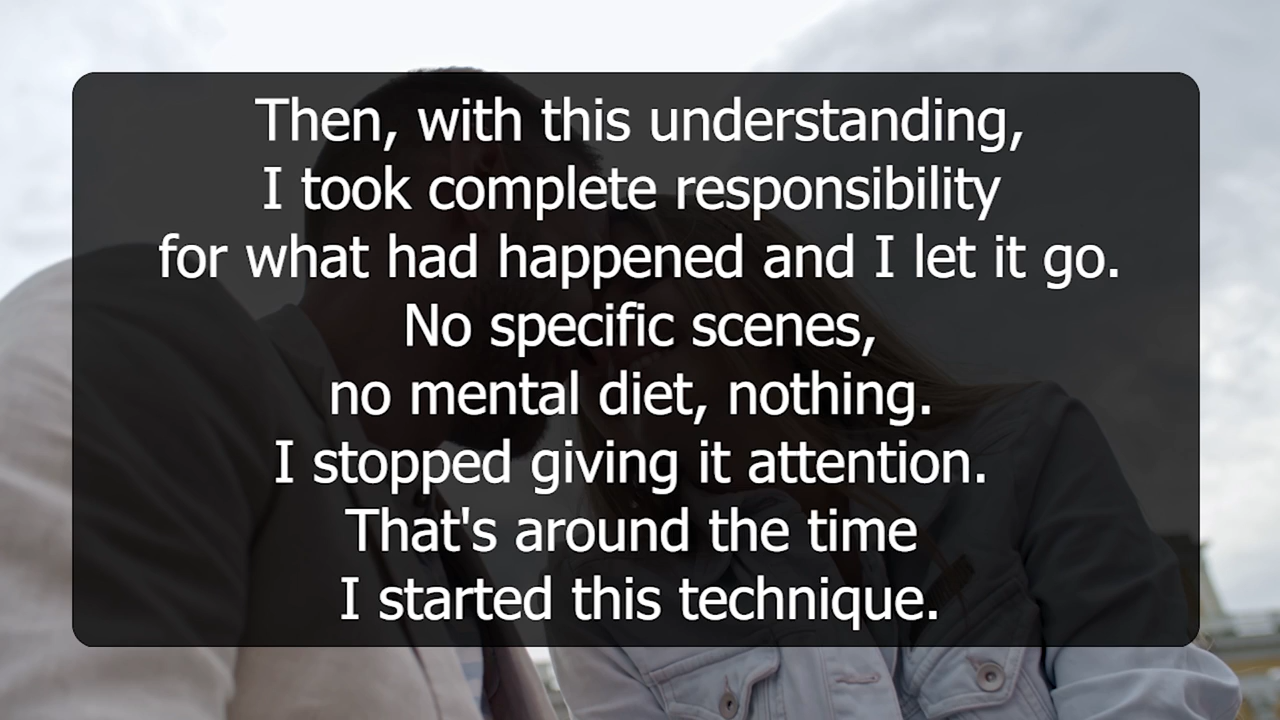 Then, with this understanding,
I took complete responsibility
for what had happened and I let it go.
No specific scenes,
no mental diet, nothing.
I stopped giving it attention.
That's around the time
I started this technique.